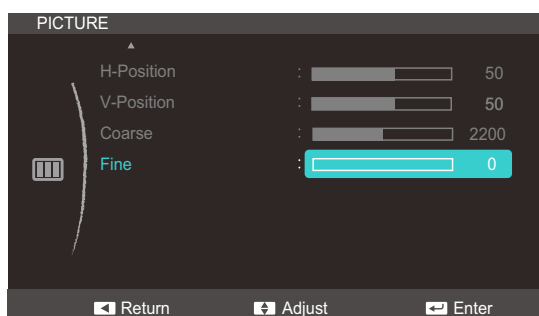 PICTURE
H-Position : 50
V-Position : 50
Coarse : 2200
Fine : 0
Return Adjust Enter